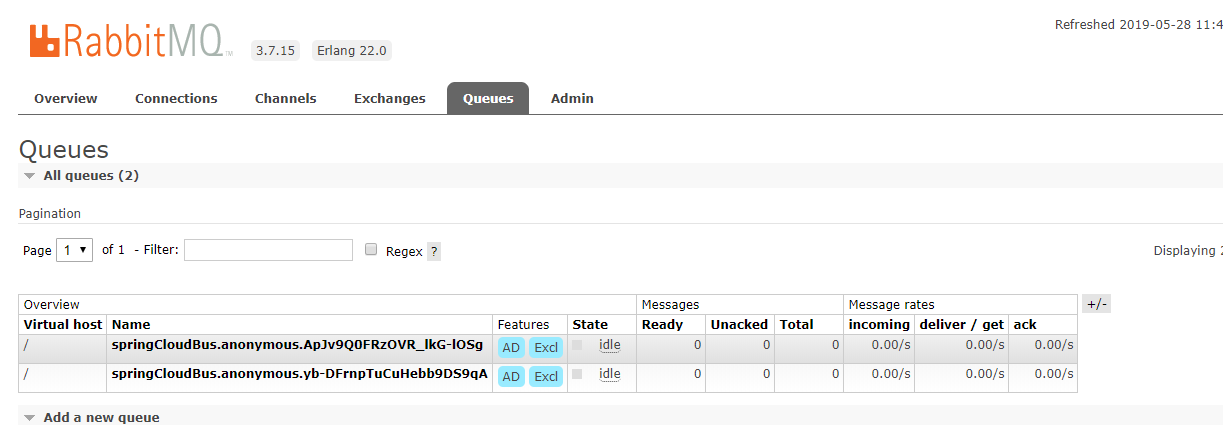 Refreshed 2019-05-28 11:4
RabbitMQ TM 3.7.15 Erlang 22.0
Overview Connections Channels Exchanges Queues Admin
Queues
All queues (2)
Pagination
Page 1 of 1 - Filter: Regex ? Displaying 2
Overview Messages Message rates +/-
Virtual host Name Features State Ready Unacked Total incoming deliver / get ack
/ springCloudBus.anonymous.ApJv9Q0FRzOVR_lkG-lOSg AD Excl idle 0 0 0 0.00/s 0.00/s 0.00/s
/ springCloudBus.anonymous.yb-DFrnpTuCuHebb9DS9qA AD Excl idle 0 0 0 0.00/s 0.00/s 0.00/s
Add a new queue